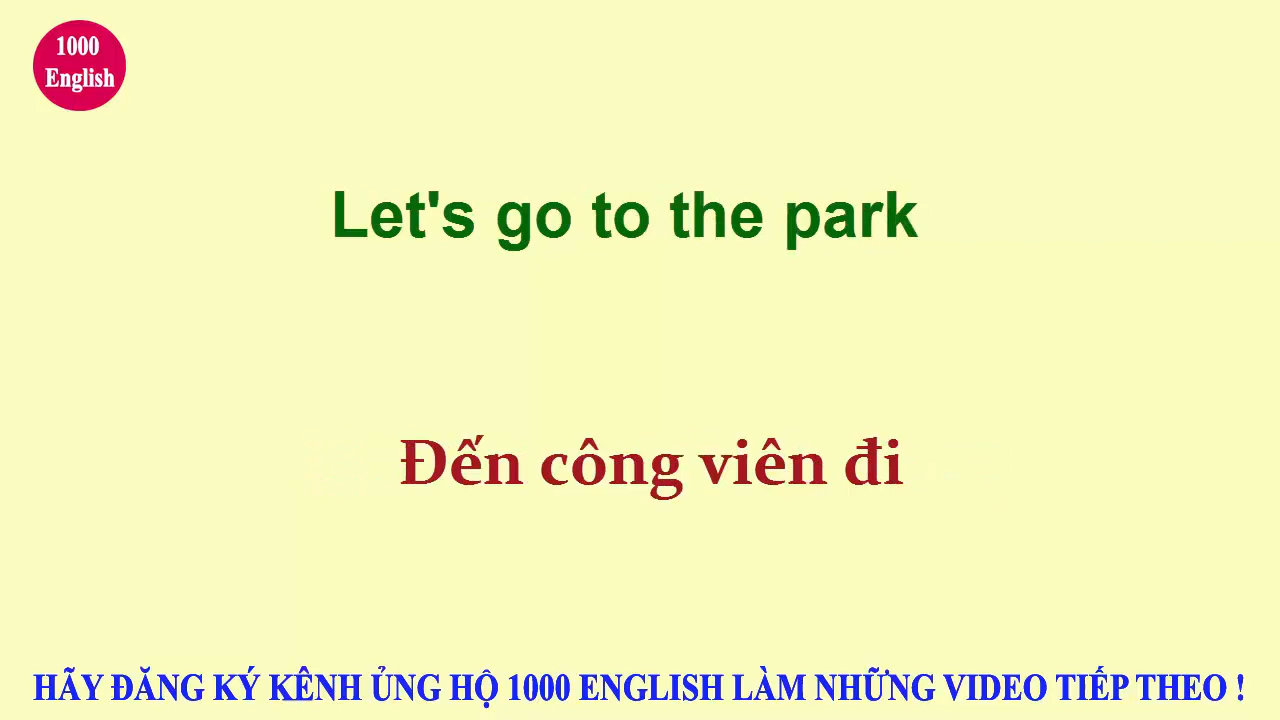 1000
English
Let's go to the park
Đến công viên đi
HÃY ĐĂNG KÝ KÊNH ỦNG HỘ 1000 ENGLISH LÀM NHỮNG VIDEO TIẾP THEO !